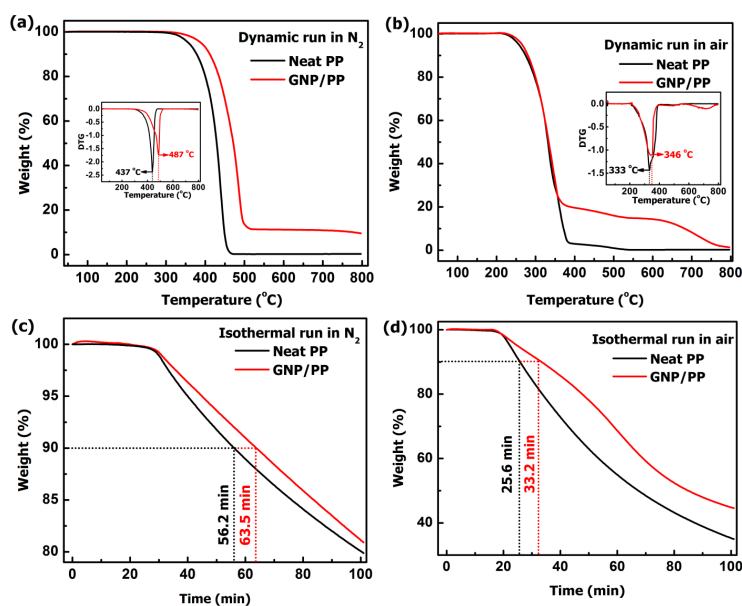 (a)
Dynamic run in N2
Neat PP
GNP/PP
Weight (%)
100
80
60
40
20
0
100 200 300 400 500 600 700 800
Temperature (°C)
DTG
0.0
-0.5
-1.0
-1.5
-2.0
-2.5
437 °C
487 °C
200 400 600 800
Temperature (°C)
(b)
Dynamic run in air
Neat PP
GNP/PP
Weight (%)
100
80
60
40
20
0
100 200 300 400 500 600 700 800
Temperature (°C)
DTG
0.0
-0.5
-1.0
-1.5
333 °C
346 °C
200 400 600 800
Temperature (°C)
(c)
Isothermal run in N2
Neat PP
GNP/PP
Weight (%)
100
95
90
85
80
56.2 min
63.5 min
0 20 40 60 80 100
Time (min)
(d)
Isothermal run in air
Neat PP
GNP/PP
Weight (%)
100
80
60
40
25.6 min
33.2 min
0 20 40 60 80 100
Time (min)